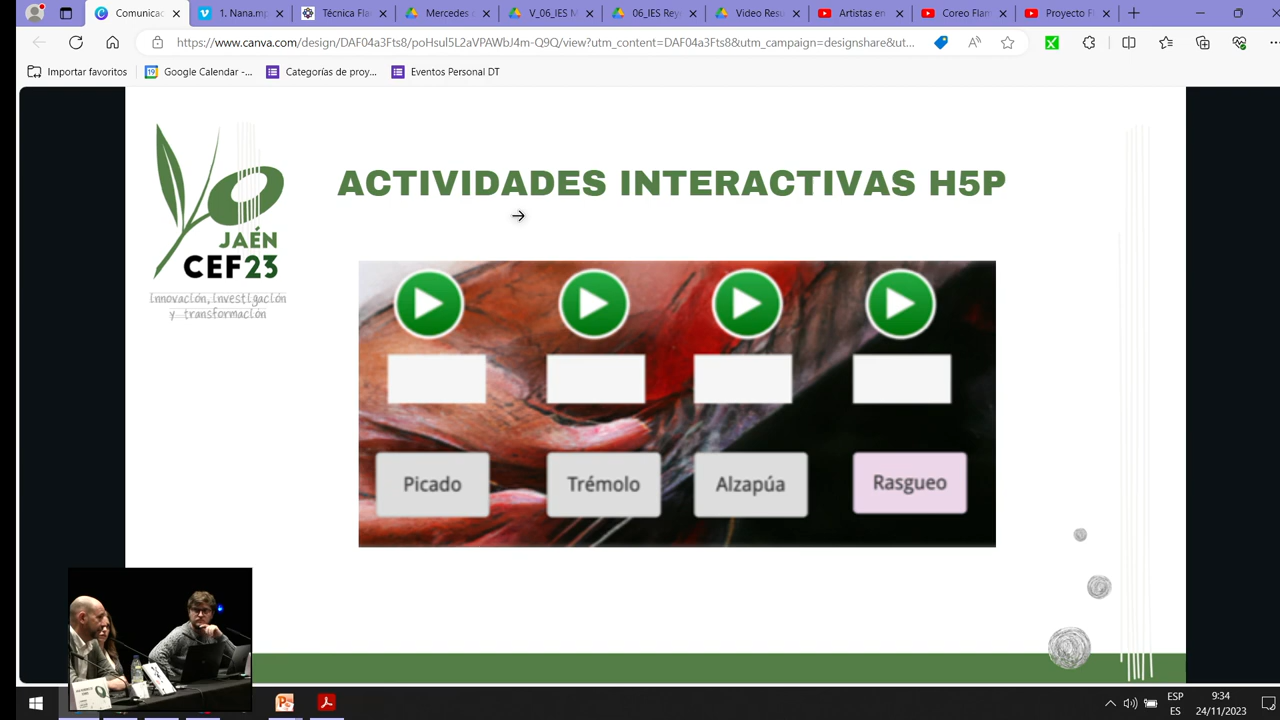 Comunicac
1. Nana.mp
Técnica Fla
Mercedes c
V_06_IES M
06_IES Rey
Video Resu
Artistas en
Coreo Flam
Proyecto F
https://www.canva.com/design/DAF04a3Fts8/poHsul5L2aVPAWbJ4m-Q9Q/view?utm_content=DAF04a3Fts8&utm_campaign=designshare&ut...
Importar favoritos
Google Calendar -...
Categorías de proy...
Eventos Personal DT
ACTIVIDADES INTERACTIVAS H5P
JAÉN
CEF23
innovación, investigación
y transformación
Picado
Trémolo
Alzapúa
Rasgueo
ESP
ES
9:34
24/11/2023